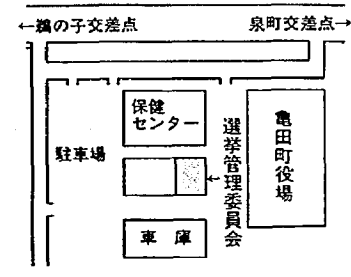 ←鵜の子交差点
泉町交差点→
保健
センター
駐車場
選挙管理委員会
←
亀田町役場
車庫